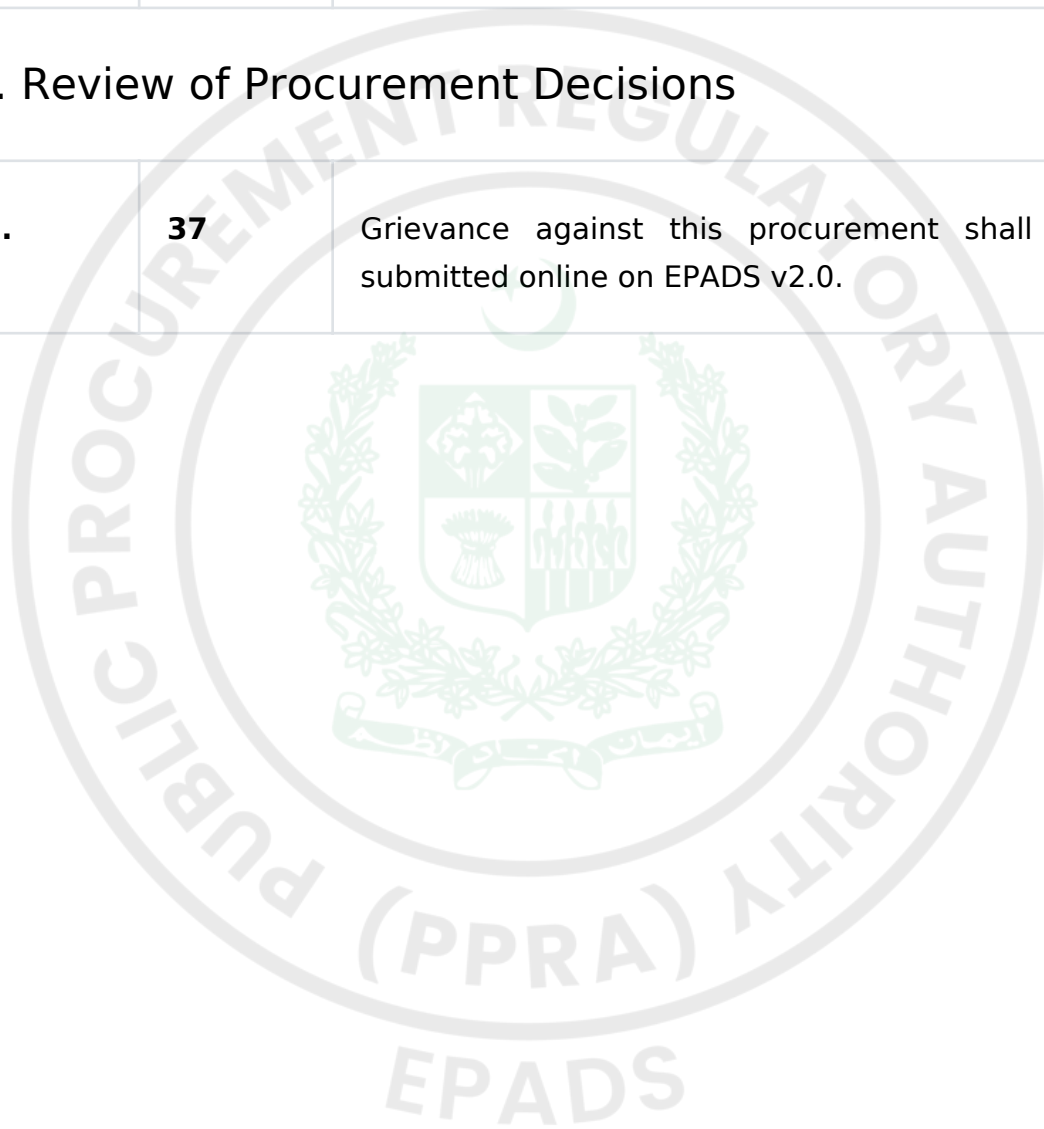 . Review of Procurement Decisions
. 37 Grievance against this procurement shall
submitted online on EPADS v2.0.
PUBLIC PROCUREMENT REGULATORY AUTHORITY
(PPRA)
EPADS